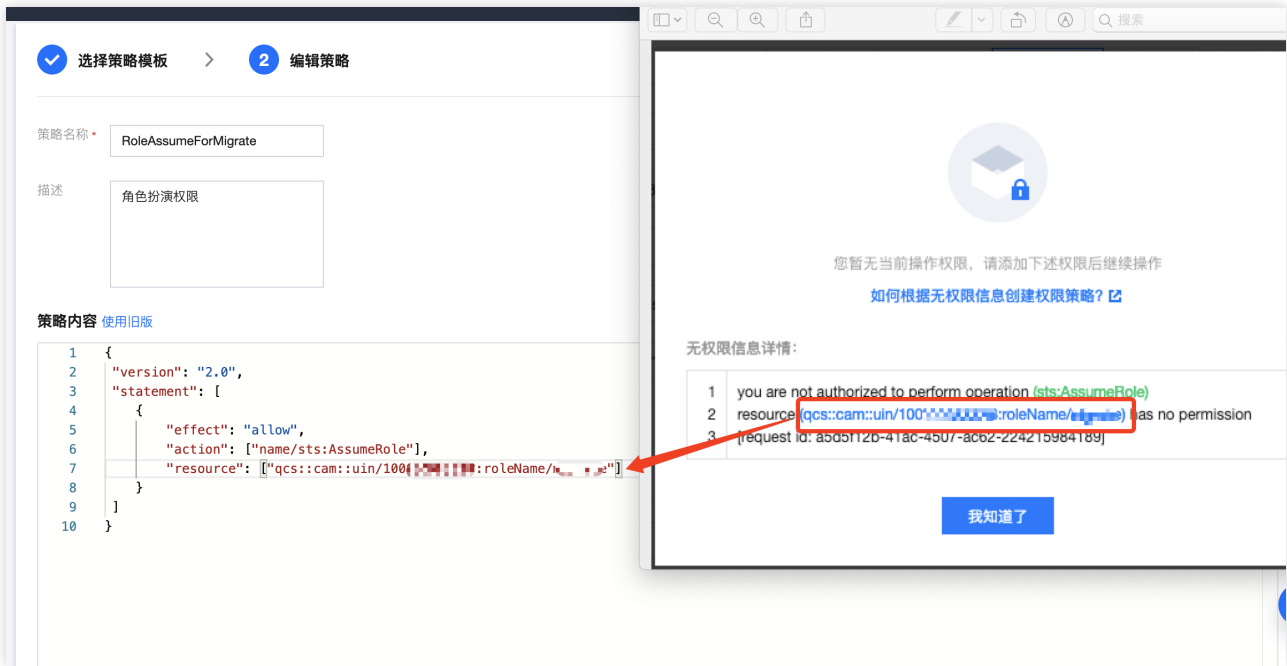 选择策略模板
2 编辑策略
策略名称 *
RoleAssumeForMigrate
描述
角色扮演权限
策略内容 使用旧版
1 {
2 "version": "2.0",
3 "statement": [
4 {
5 "effect": "allow",
6 "action": ["name/sts:AssumeRole"],
7 "resource": ["qcs::cam::uin/100 :roleName/ "]
8 }
9 ]
10 }
搜索
您暂无当前操作权限，请添加下述权限后继续操作
如何根据无权限信息创建权限策略?
无权限信息详情:
1 you are not authorized to perform operation (sts:AssumeRole)
2 resource (qcs::cam::uin/100 :roleName/ ) has no permission
3 [request id: a5d5f12b-41ac-4507-ac62-224215984189]
我知道了